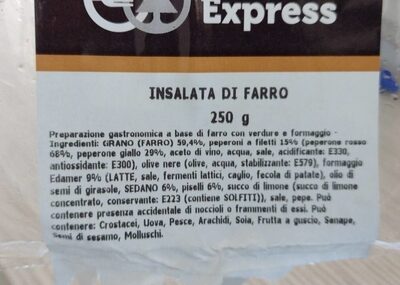 Express
INSALATA DI FARRO
250 g
Preparazione gastronomica a base di farro con verdure e formaggio -
Ingredienti: GRANO (FARRO) 59,4%, peperoni a filetti 15% (peperone rosso
68%, peperone giallo 29%, aceto di vino, acqua, sale, acidificante: E330,
antiossidante: E300), olive nere (olive, acqua, stabilizzante: E579), formaggio
Edamer 9% (LATTE, sale, fermenti lattici, caglio, fecola di patate), olio di
semi di girasole, SEDANO 6%, piselli 6%, succo di limone (succo di limone
concentrato, conservante: E223 (contiene SOLFITI)), sale, pepe. Può
contenere presenza accidentale di noccioli o frammenti di essi. Può
contenere: Crostacei, Uova, Pesce, Arachidi, Soia, Frutta a guscio, Senape,
Semi di sesamo, Molluschi.